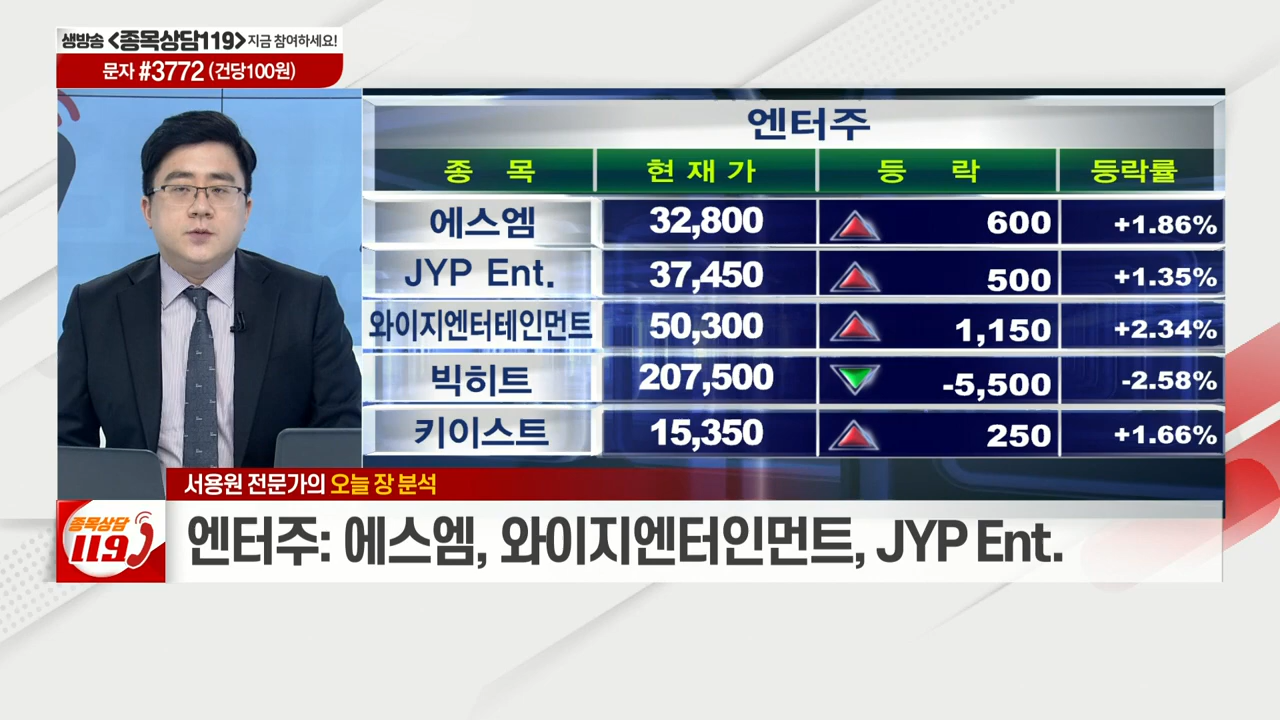 생방송 <종목상담119> 지금 참여하세요!
문자 #3772 (건당100원)
엔터주
종 목 현 재 가 등 락 등락률
에스엠 32,800 600 +1.86%
JYP Ent. 37,450 500 +1.35%
와이지엔터테인먼트 50,300 1,150 +2.34%
빅히트 207,500 -5,500 -2.58%
키이스트 15,350 250 +1.66%
서용원 전문가의 오늘 장 분석
종목상담
119
엔터주: 에스엠, 와이지엔터인먼트, JYP Ent.